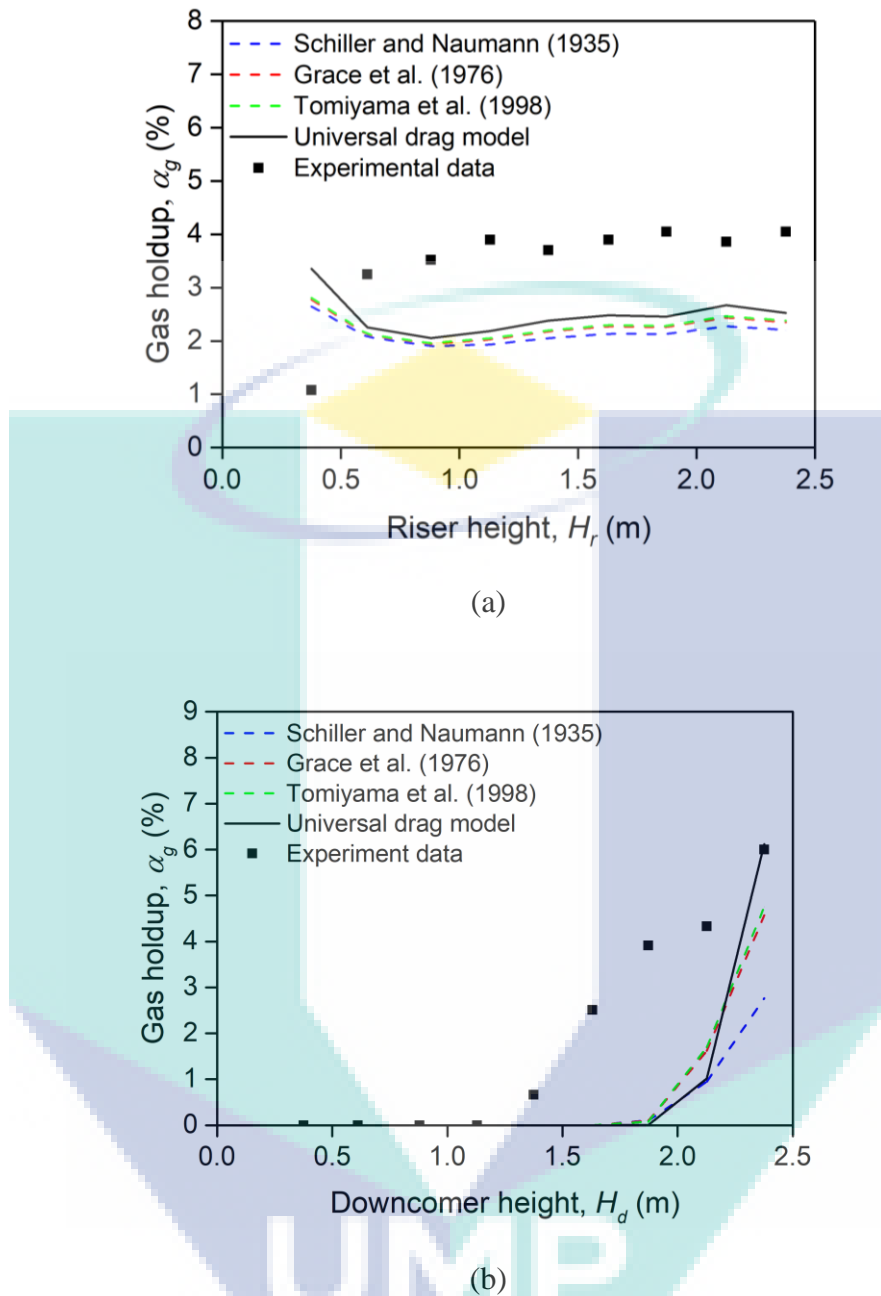 8
7
6
5
4
3
2
1
0
Gas holdup, αg (%)
Schiller and Naumann (1935)
Grace et al. (1976)
Tomiyama et al. (1998)
Universal drag model
Experimental data
0.0 0.5 1.0 1.5 2.0 2.5
Riser height, Hr (m)
(a)
9
8
7
6
5
4
3
2
1
0
Gas holdup, αg (%)
Schiller and Naumann (1935)
Grace et al. (1976)
Tomiyama et al. (1998)
Universal drag model
Experiment data
0.0 0.5 1.0 1.5 2.0 2.5
Downcomer height, Hd (m)
UMP
(b)